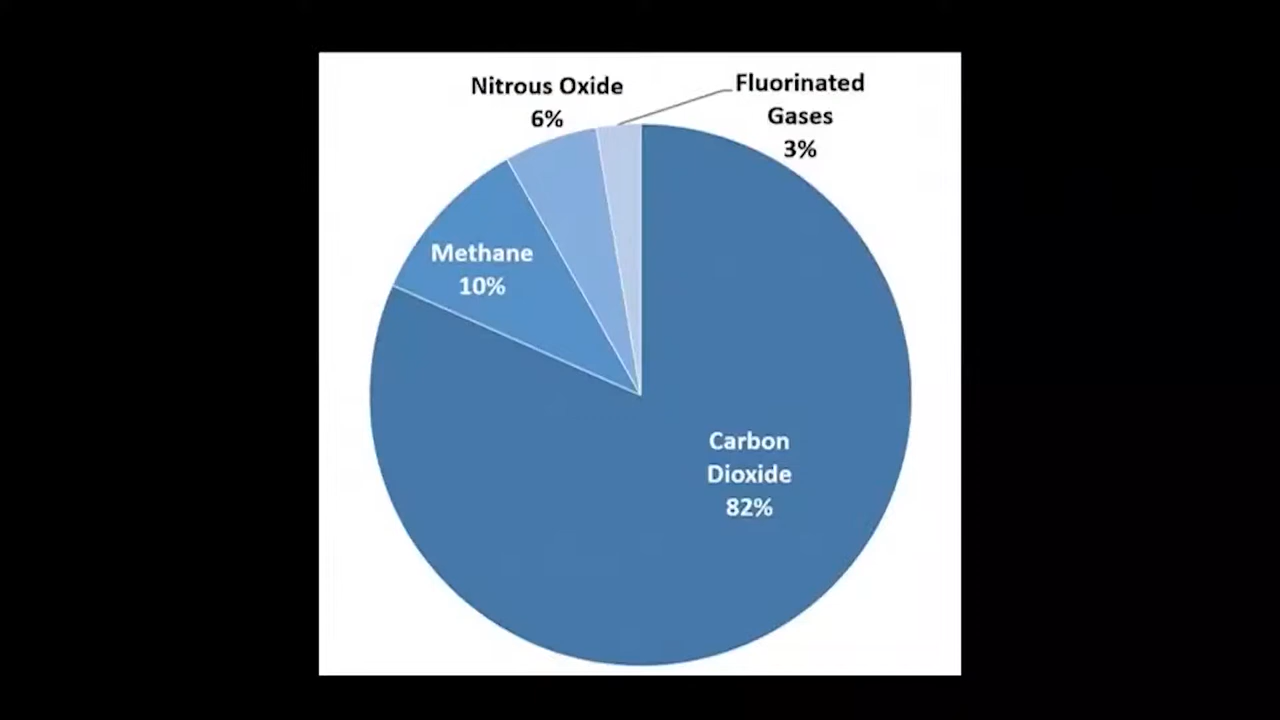 Nitrous Oxide
6%
Fluorinated
Gases
3%
Methane
10%
Carbon
Dioxide
82%